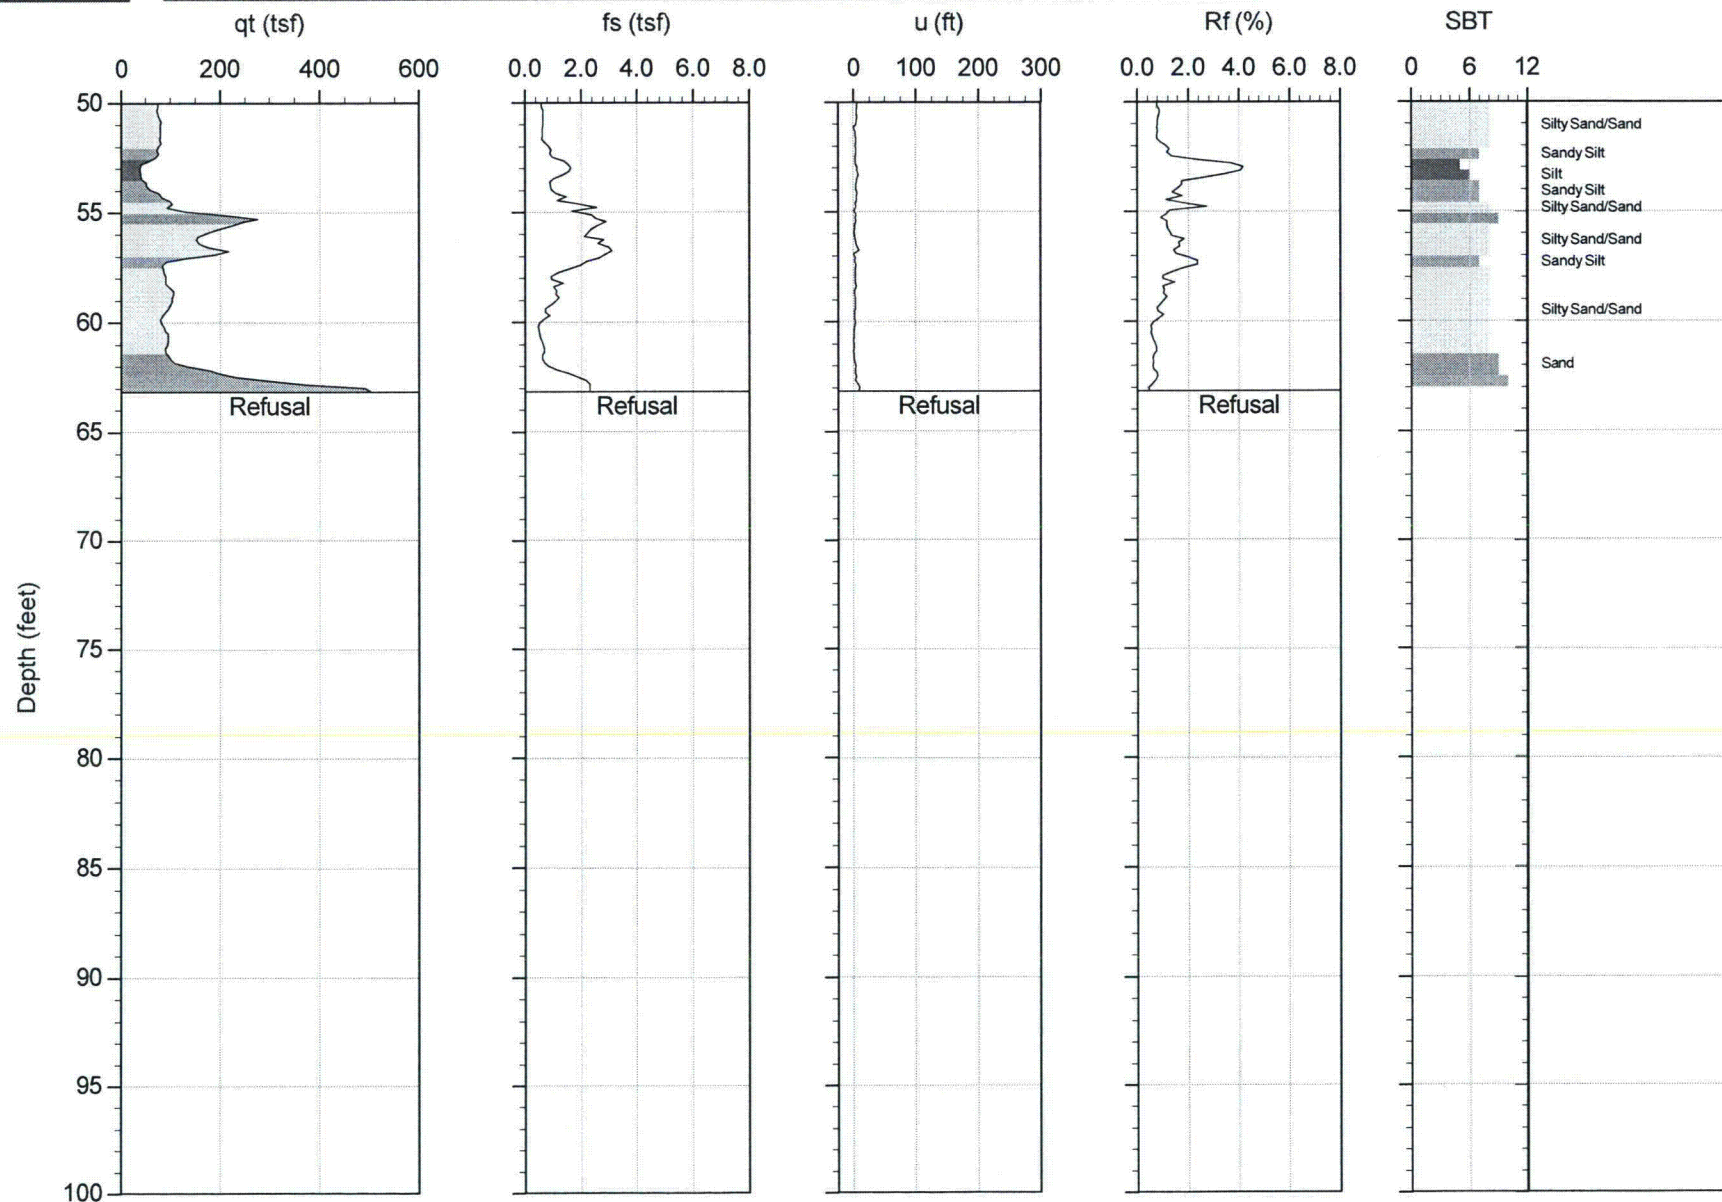 qt (tsf) fs (tsf) u (ft) Rf (%) SBT
0 200 400 600 0.0 2.0 4.0 6.0 8.0 0 100 200 300 0.0 2.0 4.0 6.0 8.0 0 6 12
50
Silty Sand/Sand
Sandy Silt
Silt
Sandy Silt
Silty Sand/Sand
55
Silty Sand/Sand
Sandy Silt
Silty Sand/Sand
60
Sand
Refusal Refusal Refusal Refusal
65
70
75
Depth (feet)
80
85
90
95
100